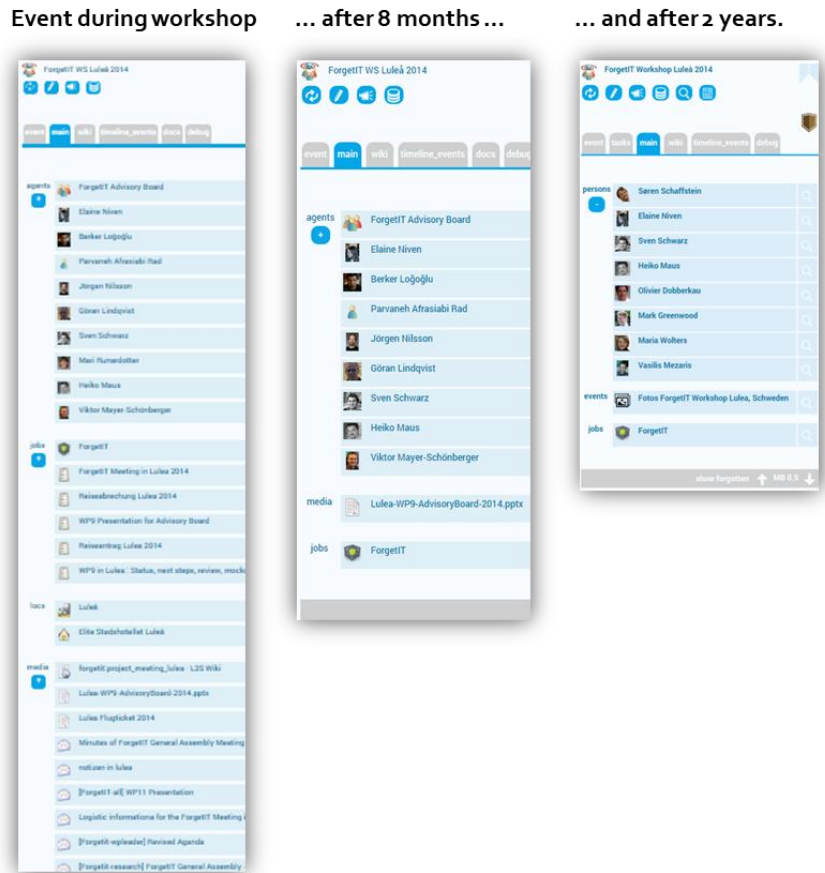 Event during workshop
... after 8 months ...
... and after 2 years.
ForgetIT WS Luleå 2014
event main wiki timeline_events docs debug
agents
ForgetIT Advisory Board
Elaine Niven
Berker Loğoğlu
Parvaneh Afrasiabi Rad
Jörgen Nilsson
Göran Lindqvist
Sven Schwarz
Mari Runardotter
Heiko Maus
Viktor Mayer-Schönberger
jobs
ForgetIT
ForgetIT Meeting in Lulea 2014
Reiseabrechung Lulea 2014
WP9 Presentation for Advisory Board
Reiseantrag Lulea 2014
WP9 in Lulea : Status, next steps, review, mock
locs
Luleå
Elite Stadshotellet Luleå
media
forgetit:project_meeting_lulea - L3S Wiki
Lulea-WP9-AdvisoryBoard-2014.pptx
Lulea Flugticket 2014
Minutes of ForgetIT General Assembly Meeting
notizen in lulea
[ForgetIT-all] WP11 Presentation
Logistic informationa for the ForgetIT Meeting
[Forgetit-wpleader] Revised Agenda
[Forgetit-research] ForgetIT General Assembly
ForgetIT WS Luleå 2014
event main wiki timeline_events docs debug
agents
+
ForgetIT Advisory Board
Elaine Niven
Berker Loğoğlu
Parvaneh Afrasiabi Rad
Jörgen Nilsson
Göran Lindqvist
Sven Schwarz
Heiko Maus
Viktor Mayer-Schönberger
media
Lulea-WP9-AdvisoryBoard-2014.pptx
jobs
ForgetIT
ForgetIT Workshop Luleå 2014
event tasks main wiki timeline_events debug
persons
-
Søren Schaffstein
Elaine Niven
Sven Schwarz
Heiko Maus
Olivier Dobberkau
Mark Greenwood
Maria Wolters
Vasilis Mezaris
events
Fotos ForgetIT Workshop Lulea, Schweden
jobs
ForgetIT
show forgotten MB 0,5